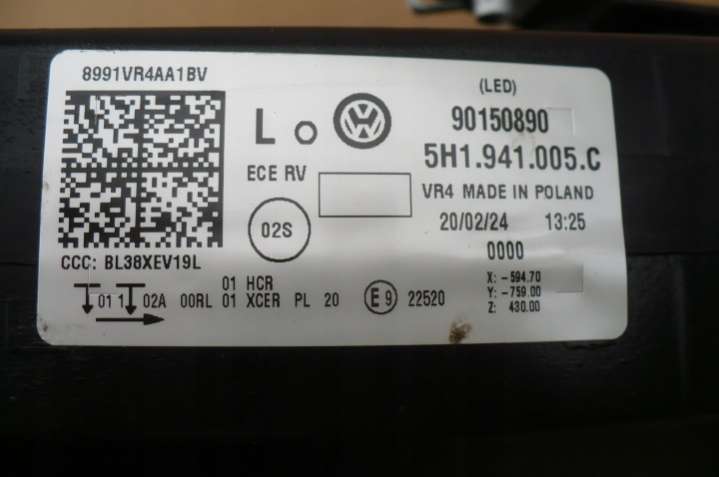 8991VR4AA1BV
(LED)
L
90150890
5H1.941.005.C
ECE RV
VR4 MADE IN POLAND
02S
20/02/24 13:25
0000
CCC: BL38XEV19L
X: -594.70
Y: -759.00
Z: 430.00
01 HCR
01 1 02A 00RL 01 XCER PL 20 E9 22520